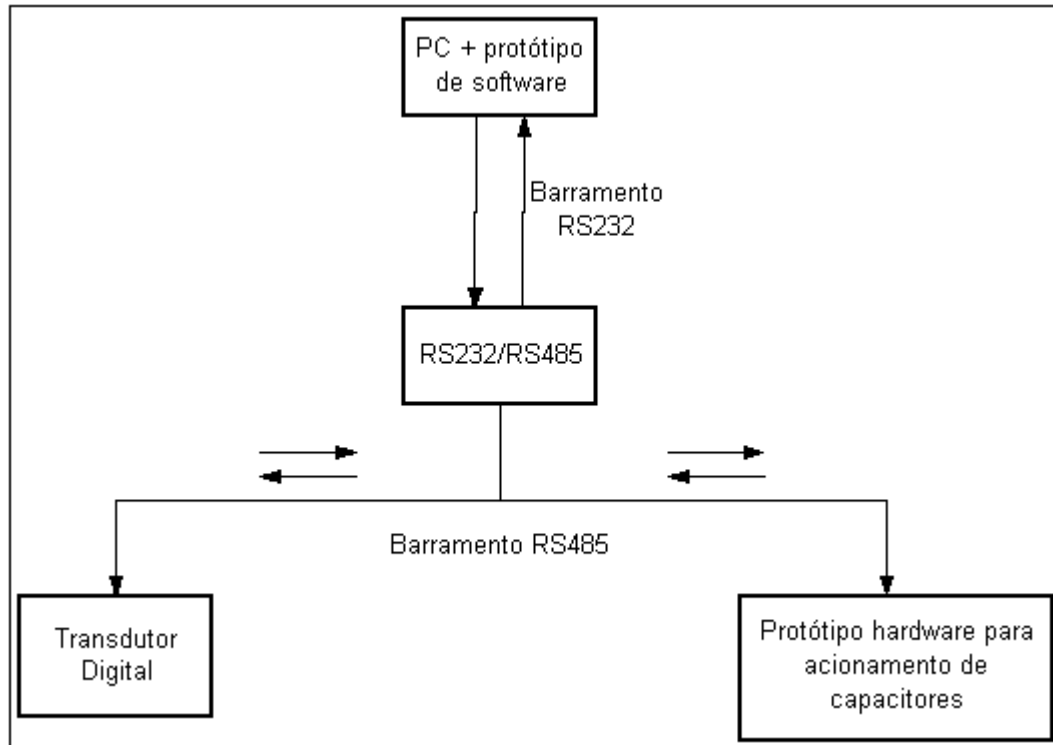 PC + protótipo
de software
Barramento
RS232
RS232/RS485
Barramento RS485
Transdutor
Digital
Protótipo hardware para
acionamento de
capacitores